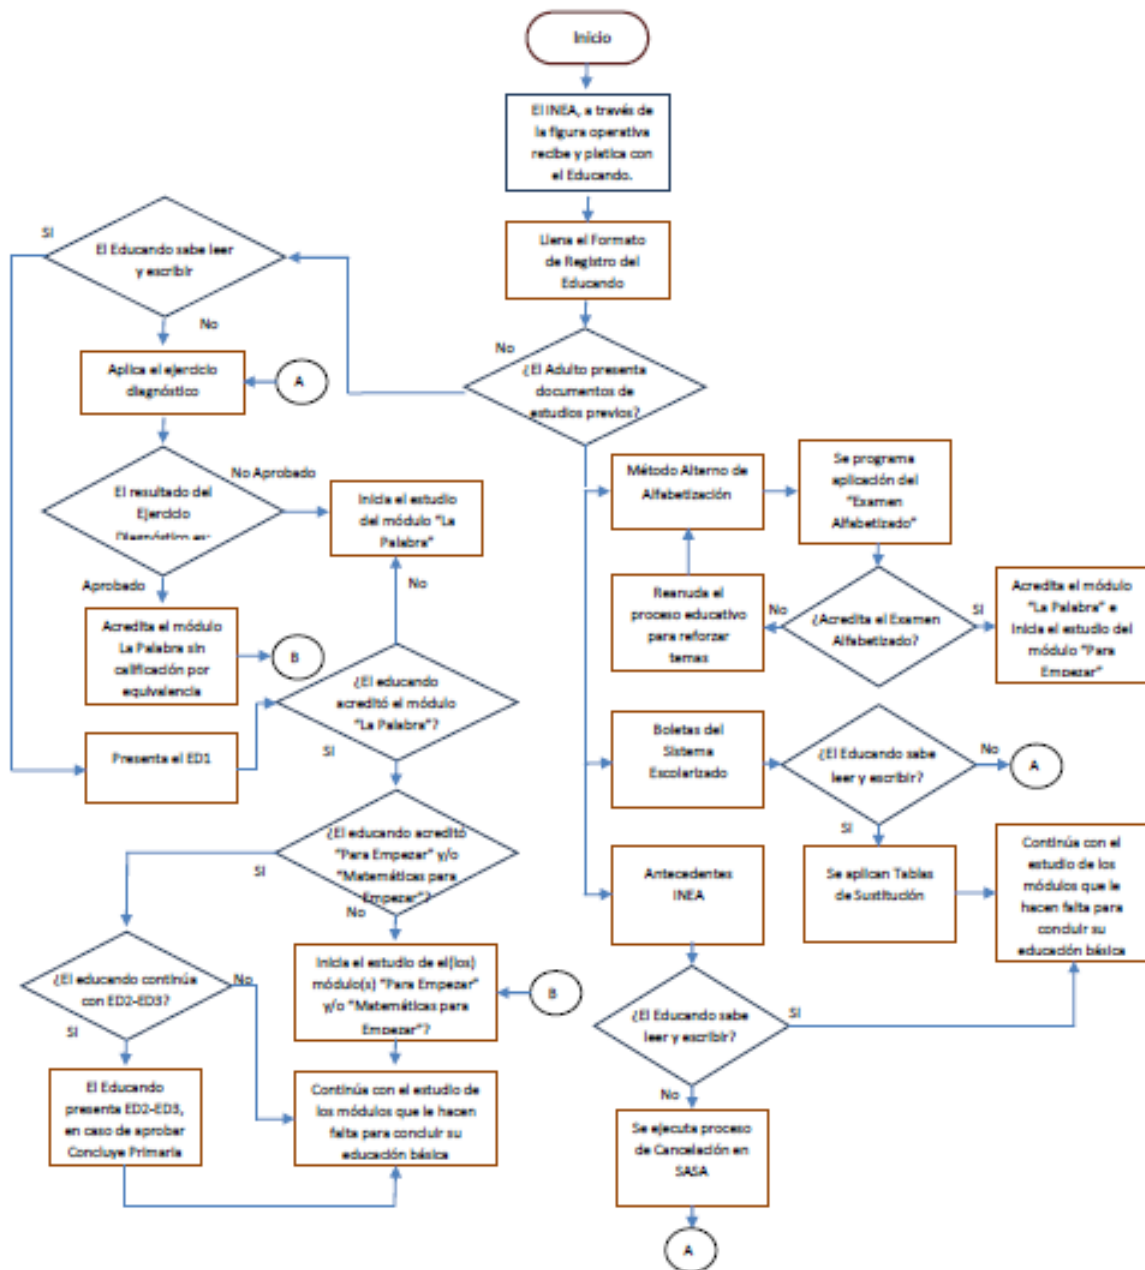 Inicio
El INEA, a través de
la figura operativa
recibe y platica con
el Educando.
Llena el Formato
de Registro del
Educando
¿El Adulto presenta
documentos de
estudios previos?
No
El Educando sabe leer
y escribir
SI
No
Aplica el ejercicio
diagnóstico
A
El resultado del
Ejercicio
Diagnóstico es:
No Aprobado
Inicia el estudio
del módulo "La
Palabra"
Aprobado
Acredita el módulo
La Palabra sin
calificación por
equivalencia
B
Presenta el ED1
¿El educando
acreditó el módulo
"La Palabra"?
No
SI
¿El educando acreditó
"Para Empezar" y/o
"Matemáticas para
Empezar"?
SI
No
¿El educando continúa
con ED2-ED3?
No
SI
Inicia el estudio de el(los)
módulo(s) "Para Empezar"
y/o "Matemáticas para
Empezar"?
B
El Educando
presenta ED2-ED3,
en caso de aprobar
Concluye Primaria
Continúa con el estudio de
los módulos que le hacen
falta para concluir su
educación básica
Método Alterno de
Alfabetización
Se programa
aplicación del
"Examen
Alfabetizado"
Reanuda el
proceso educativo
para reforzar
temas
No
¿Acredita el Examen
Alfabetizado?
SI
Acredita el módulo
"La Palabra" e
Inicia el estudio del
módulo "Para
Empezar"
Boletas del
Sistema
Escolarizado
¿El Educando sabe
leer y escribir?
No
A
SI
Se aplican Tablas
de Sustitución
Continúa con el
estudio de los
módulos que le
hacen falta para
concluir su
educación básica
Antecedentes
INEA
¿El Educando sabe
leer y escribir?
SI
No
Se ejecuta proceso
de Cancelación en
SASA
A